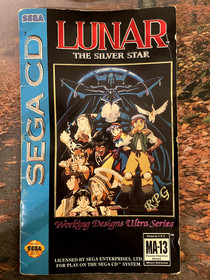 SEGA
SEGA CD
LUNAR
THE SILVER STAR
RPG
Working Designs Ultra Series
MA-13
LICENSED BY SEGA ENTERPRISES, LTD.
FOR PLAY ON THE SEGA CD™ SYSTEM.